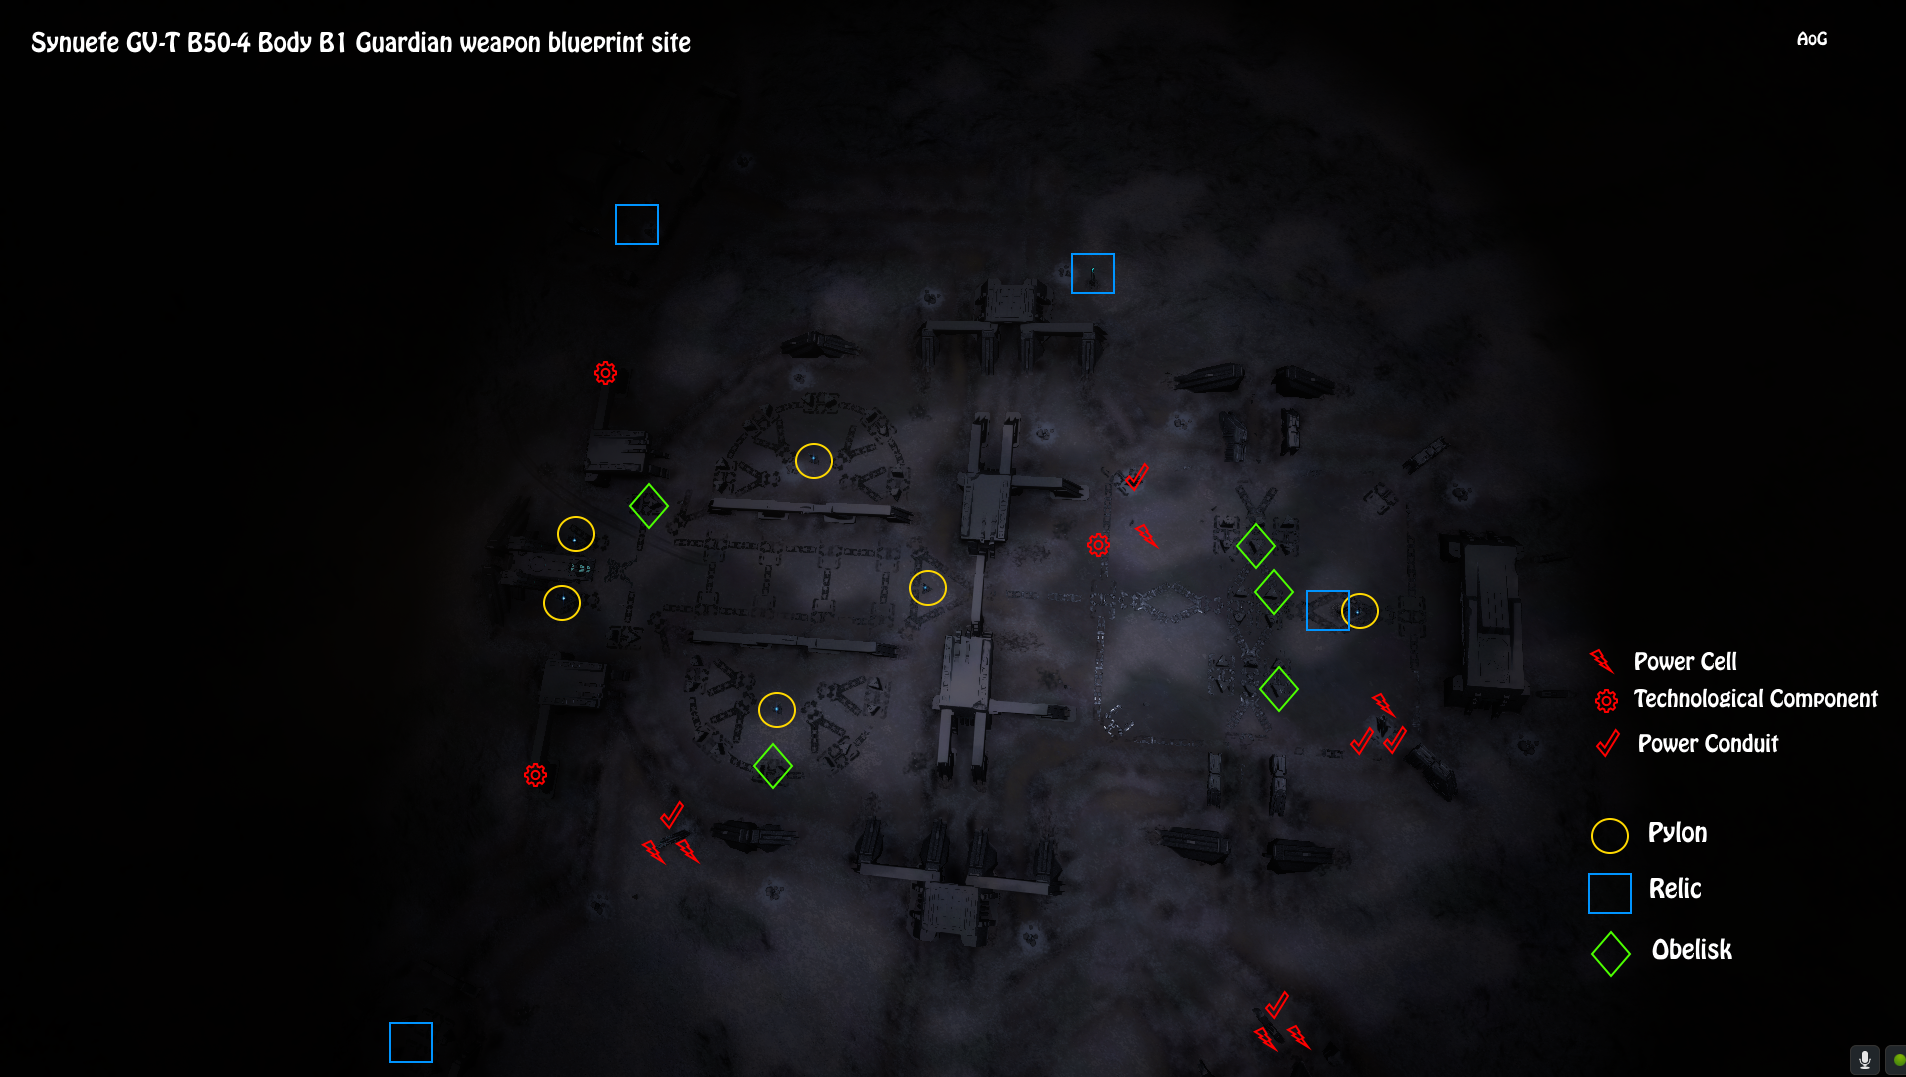 Synuefe GV-T B50-4 Body B1 Guardian weapon blueprint site
AoG
Power Cell
Technological Component
Power Conduit
Pylon
Relic
Obelisk